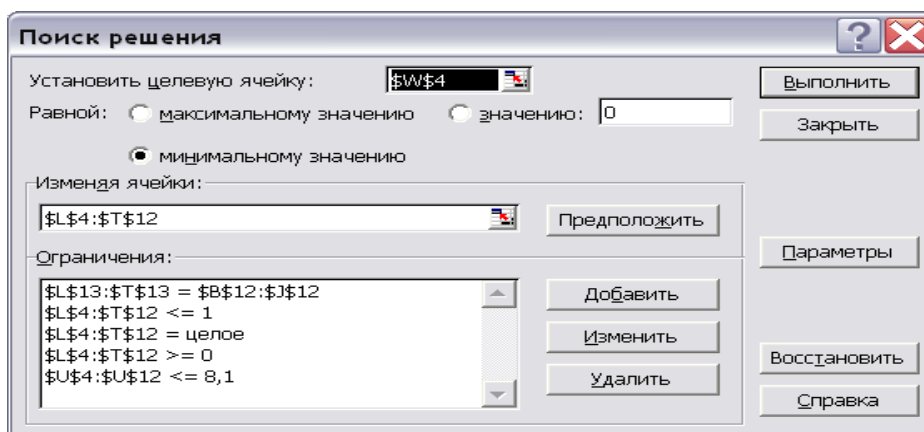 Поиск решения
Установить целевую ячейку: $W$4
Выполнить
Равной: максимальному значению значению: 0
Закрыть
минимальному значению
Изменяя ячейки:
$L$4:$T$12
Предположить
Параметры
Ограничения:
$L$13:$T$13 = $B$12:$J$12
Добавить
$L$4:$T$12 <= 1
$L$4:$T$12 = целое
Изменить
$L$4:$T$12 >= 0
Восстановить
$U$4:$U$12 <= 8,1
Удалить
Справка